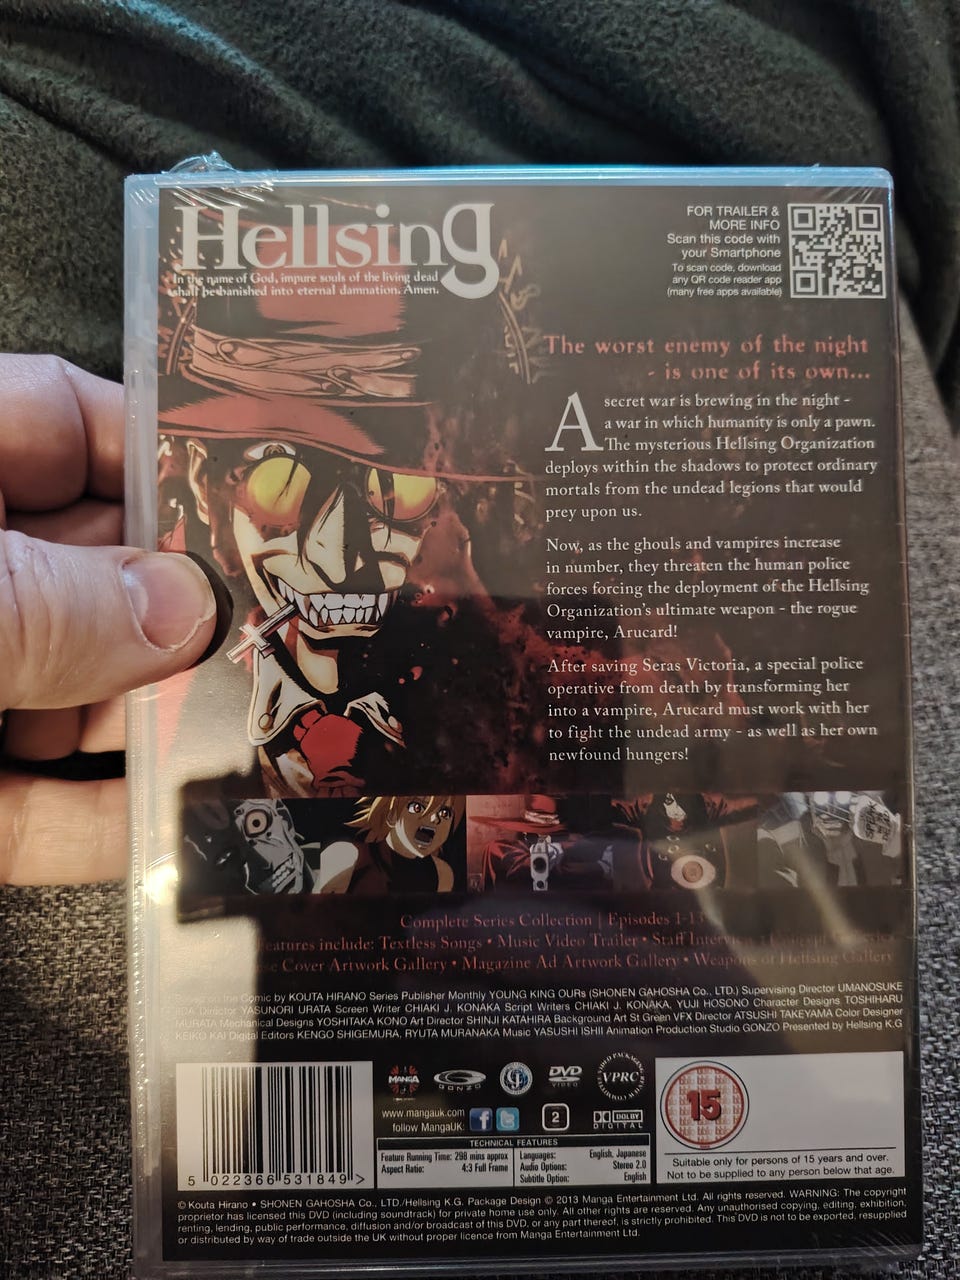 Hellsing
In the name of God, impure souls of the living dead
shall be banished into eternal damnation. Amen.
FOR TRAILER &
MORE INFO
Scan this code with
your Smartphone
To scan code, download
any QR code reader app
(many free apps available)
The worst enemy of the night
- is one of its own...
A secret war is brewing in the night -
a war in which humanity is only a pawn.
The mysterious Hellsing Organization
deploys within the shadows to protect ordinary
mortals from the undead legions that would
prey upon us.
Now, as the ghouls and vampires increase
in number, they threaten the human police
forces forcing the deployment of the Hellsing
Organization's ultimate weapon - the rogue
vampire, Arucard!
After saving Seras Victoria, a special police
operative from death by transforming her
into a vampire, Arucard must work with her
to fight the undead army - as well as her own
newfound hungers!
Complete Series Collection | Episodes 1-13
Features include: Textless Songs • Music Video Trailer • Staff
Cover Artwork Gallery • Magazine Ad Artwork Gallery • Weapons of Hellsing Gallery
Based on the Comic by KOUTA HIRANO Series Publisher Monthly YOUNG KING OURs (SHONEN GAHOSHA Co., LTD.) Supervising Director UMANOSUKE
IIDA Director YASUNORI URATA Screen Writer CHIAKI J. KONAKA Script Writers CHIAKI J. KONAKA, YUJI HOSONO Character Designs TOSHIHARU
MURATA Mechanical Designs YOSHITAKA KONO Art Director SHINJI KATAHIRA Background Art St Green VFX Director ATSUSHI TAKEYAMA Color Designer
KEIKO KAI Digital Editors KENGO SHIGEMURA, RYUTA MURANAKA Music YASUSHI ISHII Animation Production Studio GONZO Presented by Hellsing K.G
MANGA GONZO DVD VIDEO VPRC
www.mangauk.com
follow MangaUK:
2
DOLBY DIGITAL
15
Suitable only for persons of 15 years and over.
Not to be supplied to any person below that age.
TECHNICAL FEATURES
Feature Running Time: 298 mins approx
Aspect Ratio: 4:3 Full Frame
Languages: English, Japanese
Audio Options: Stereo 2.0
Subtitle Option: English
5 022366 531849 >
© Kouta Hirano • SHONEN GAHOSHA Co., LTD./Hellsing K.G. Package Design © 2013 Manga Entertainment Ltd. All rights reserved. WARNING: The copyright
proprietor has licensed this DVD (including soundtrack) for private home use only. All other rights are reserved. Any unauthorised copying, editing, exhibition,
renting, lending, public performance, diffusion and/or broadcast of this DVD, or any part thereof, is strictly prohibited. This DVD is not to be exported, resupplied
or distributed by way of trade outside the UK without proper licence from Manga Entertainment Ltd.